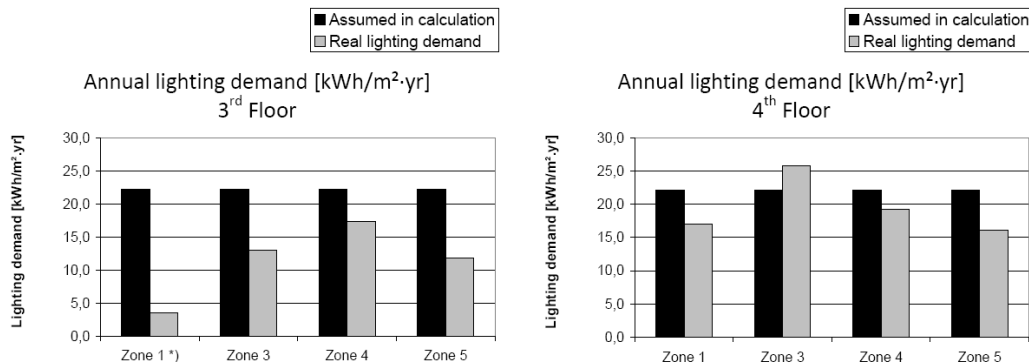 Assumed in calculation
Real lighting demand
Annual lighting demand [kWh/m²·yr]
3rd Floor
Lighting demand [kWh/m².yr]
30,0
25,0
20,0
15,0
10,0
5,0
0,0
Zone 1 *) Zone 3 Zone 4 Zone 5
Assumed in calculation
Real lighting demand
Annual lighting demand [kWh/m²·yr]
4th Floor
Lighting demand [kWh/m².yr]
30,0
25,0
20,0
15,0
10,0
5,0
0,0
Zone 1 Zone 3 Zone 4 Zone 5